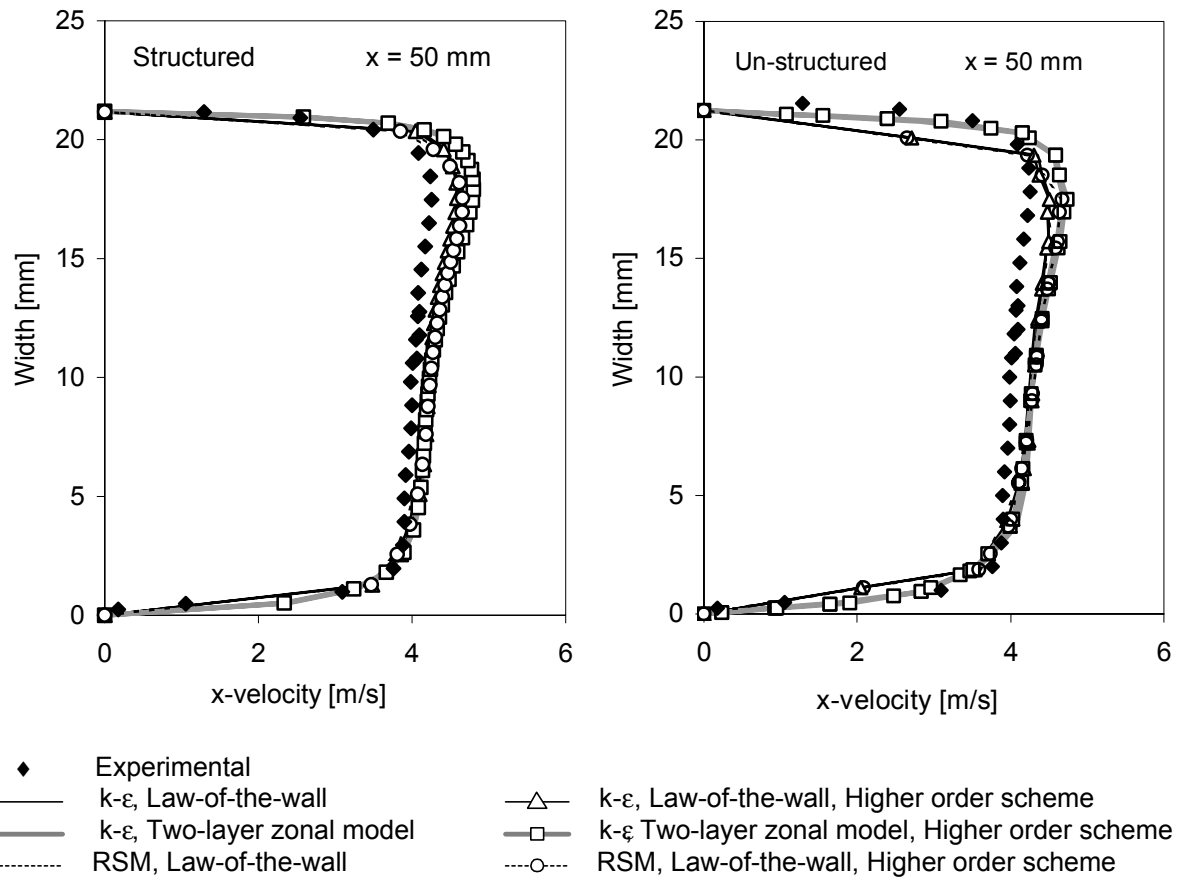 25
20
15
10
5
0
Width [mm]
Structured x = 50 mm
0 2 4 6
x-velocity [m/s]
25
20
15
10
5
0
Width [mm]
Un-structured x = 50 mm
0 2 4 6
x-velocity [m/s]
Experimental
k-ε, Law-of-the-wall
k-ε, Two-layer zonal model
RSM, Law-of-the-wall
k-ε, Law-of-the-wall, Higher order scheme
k-ε, Two-layer zonal model, Higher order scheme
RSM, Law-of-the-wall, Higher order scheme